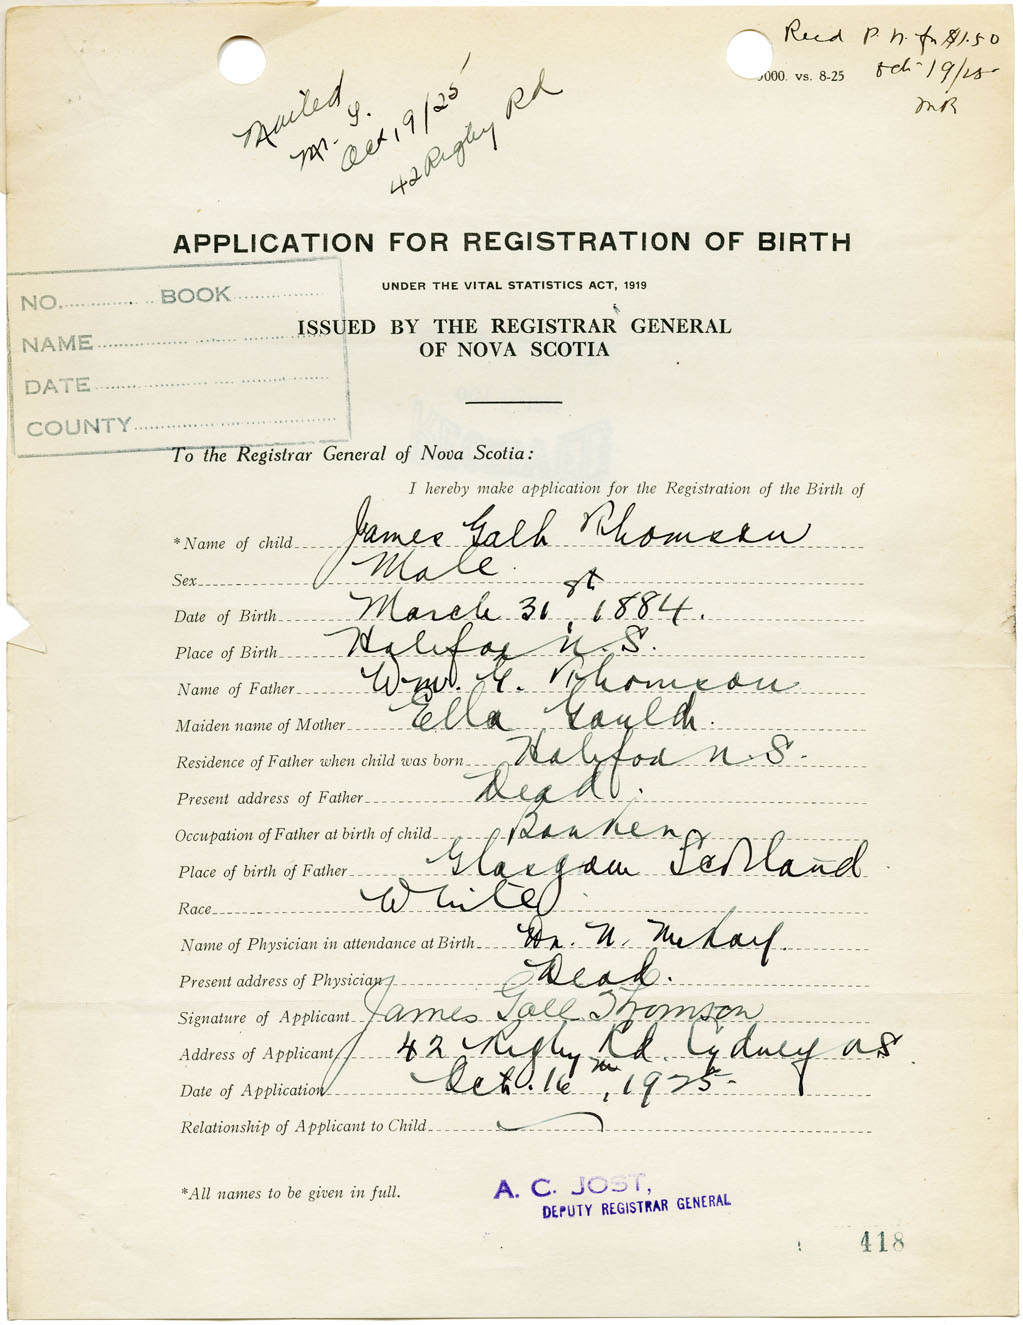 Recd P. N. for $1.50
000. vs. 8-25
Oct 19/25
MR
Mailed
Oct 19/25
42 Rigby Rd
APPLICATION FOR REGISTRATION OF BIRTH
UNDER THE VITAL STATISTICS ACT, 1919
ISSUED BY THE REGISTRAR GENERAL
OF NOVA SCOTIA
NO. BOOK
NAME
DATE
COUNTY
To the Registrar General of Nova Scotia:
I hereby make application for the Registration of the Birth of
*Name of child James Galt Thomson
Sex Male
Date of Birth March 31st, 1884.
Place of Birth Halifax N.S.
Name of Father Wm. G. Thomson
Maiden name of Mother Ella Gould.
Residence of Father when child was born Halifax N.S.
Present address of Father Dead.
Occupation of Father at birth of child Banker
Place of birth of Father Glasgow Scotland
Race White
Name of Physician in attendance at Birth N.
Present address of Physician Dead.
Signature of Applicant James Thomson
Address of Applicant 42 Rigby Rd. Sydney N.S.
Date of Application Oct. 16th, 1925
Relationship of Applicant to Child
*All names to be given in full.
A. C. JOST,
DEPUTY REGISTRAR GENERAL
418